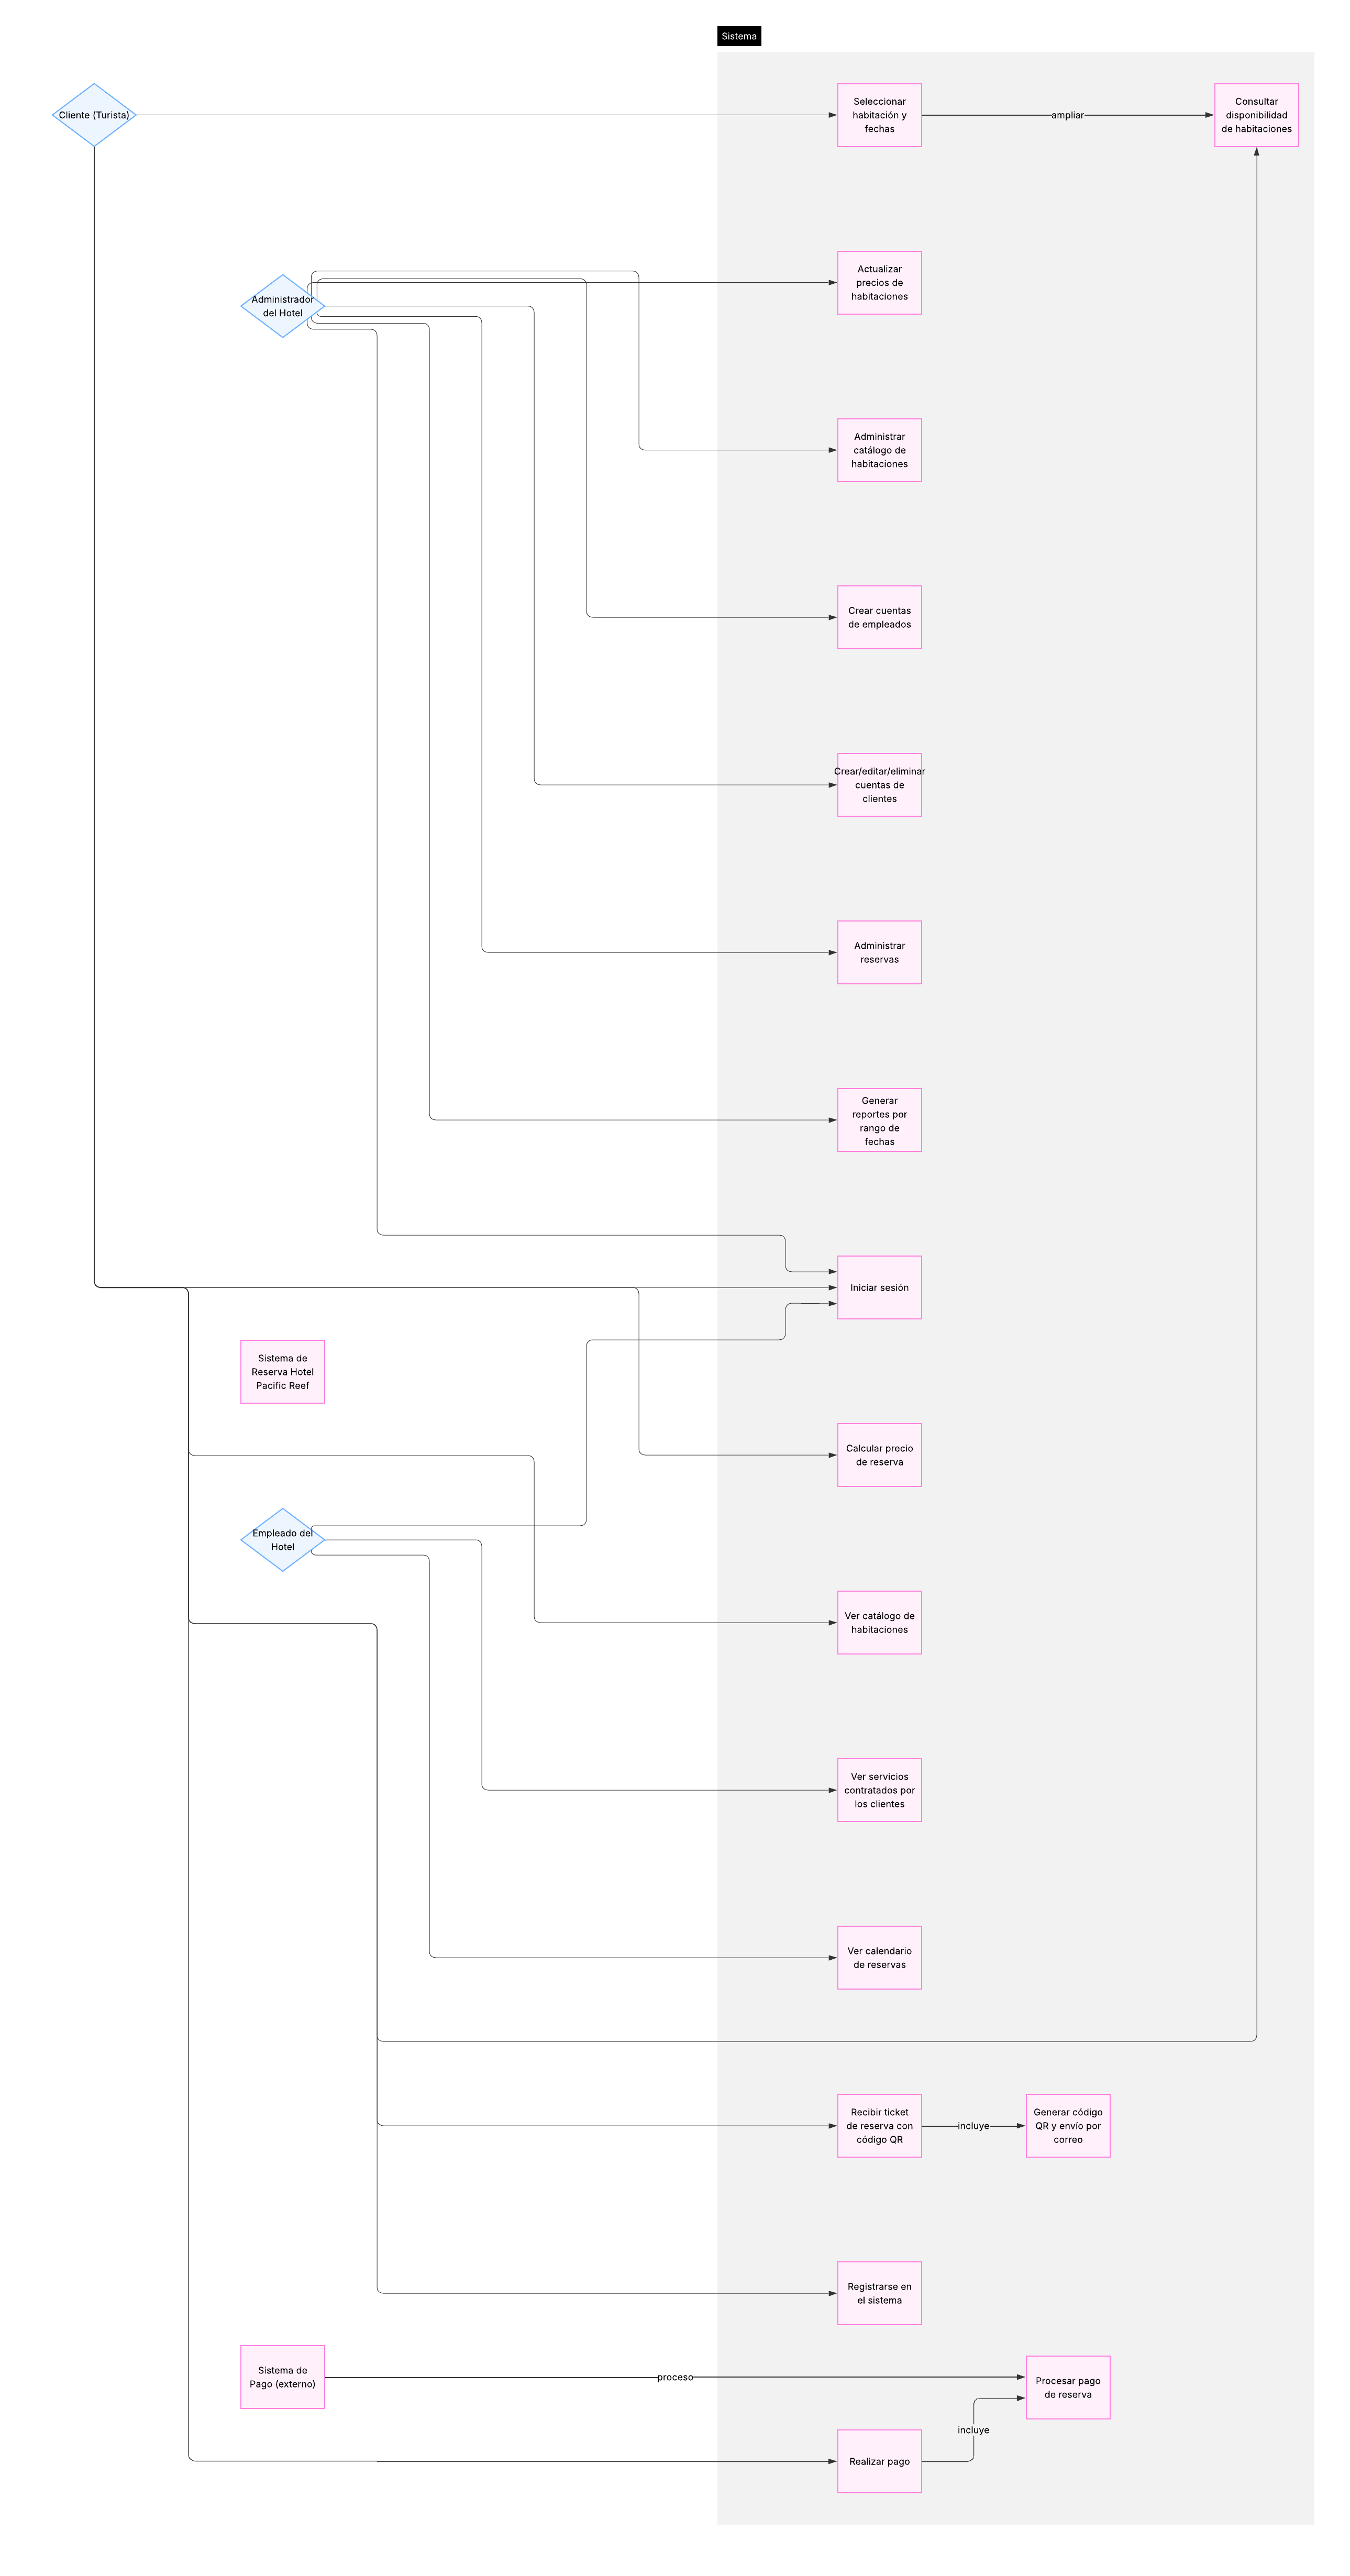 Sistema
Cliente (Turista)
Seleccionar
habitación y
fechas
ampliar
Consultar
disponibilidad
de habitaciones
Administrador
del Hotel
Actualizar
precios de
habitaciones
Administrar
catálogo de
habitaciones
Crear cuentas
de empleados
Crear/editar/eliminar
cuentas de
clientes
Administrar
reservas
Generar
reportes por
rango de
fechas
Iniciar sesión
Sistema de
Reserva Hotel
Pacific Reef
Calcular precio
de reserva
Empleado del
Hotel
Ver catálogo de
habitaciones
Ver servicios
contratados por
los clientes
Ver calendario
de reservas
Recibir ticket
de reserva con
código QR
incluye
Generar código
QR y envío por
correo
Registrarse en
el sistema
Sistema de
Pago (externo)
proceso
Procesar pago
de reserva
incluye
Realizar pago